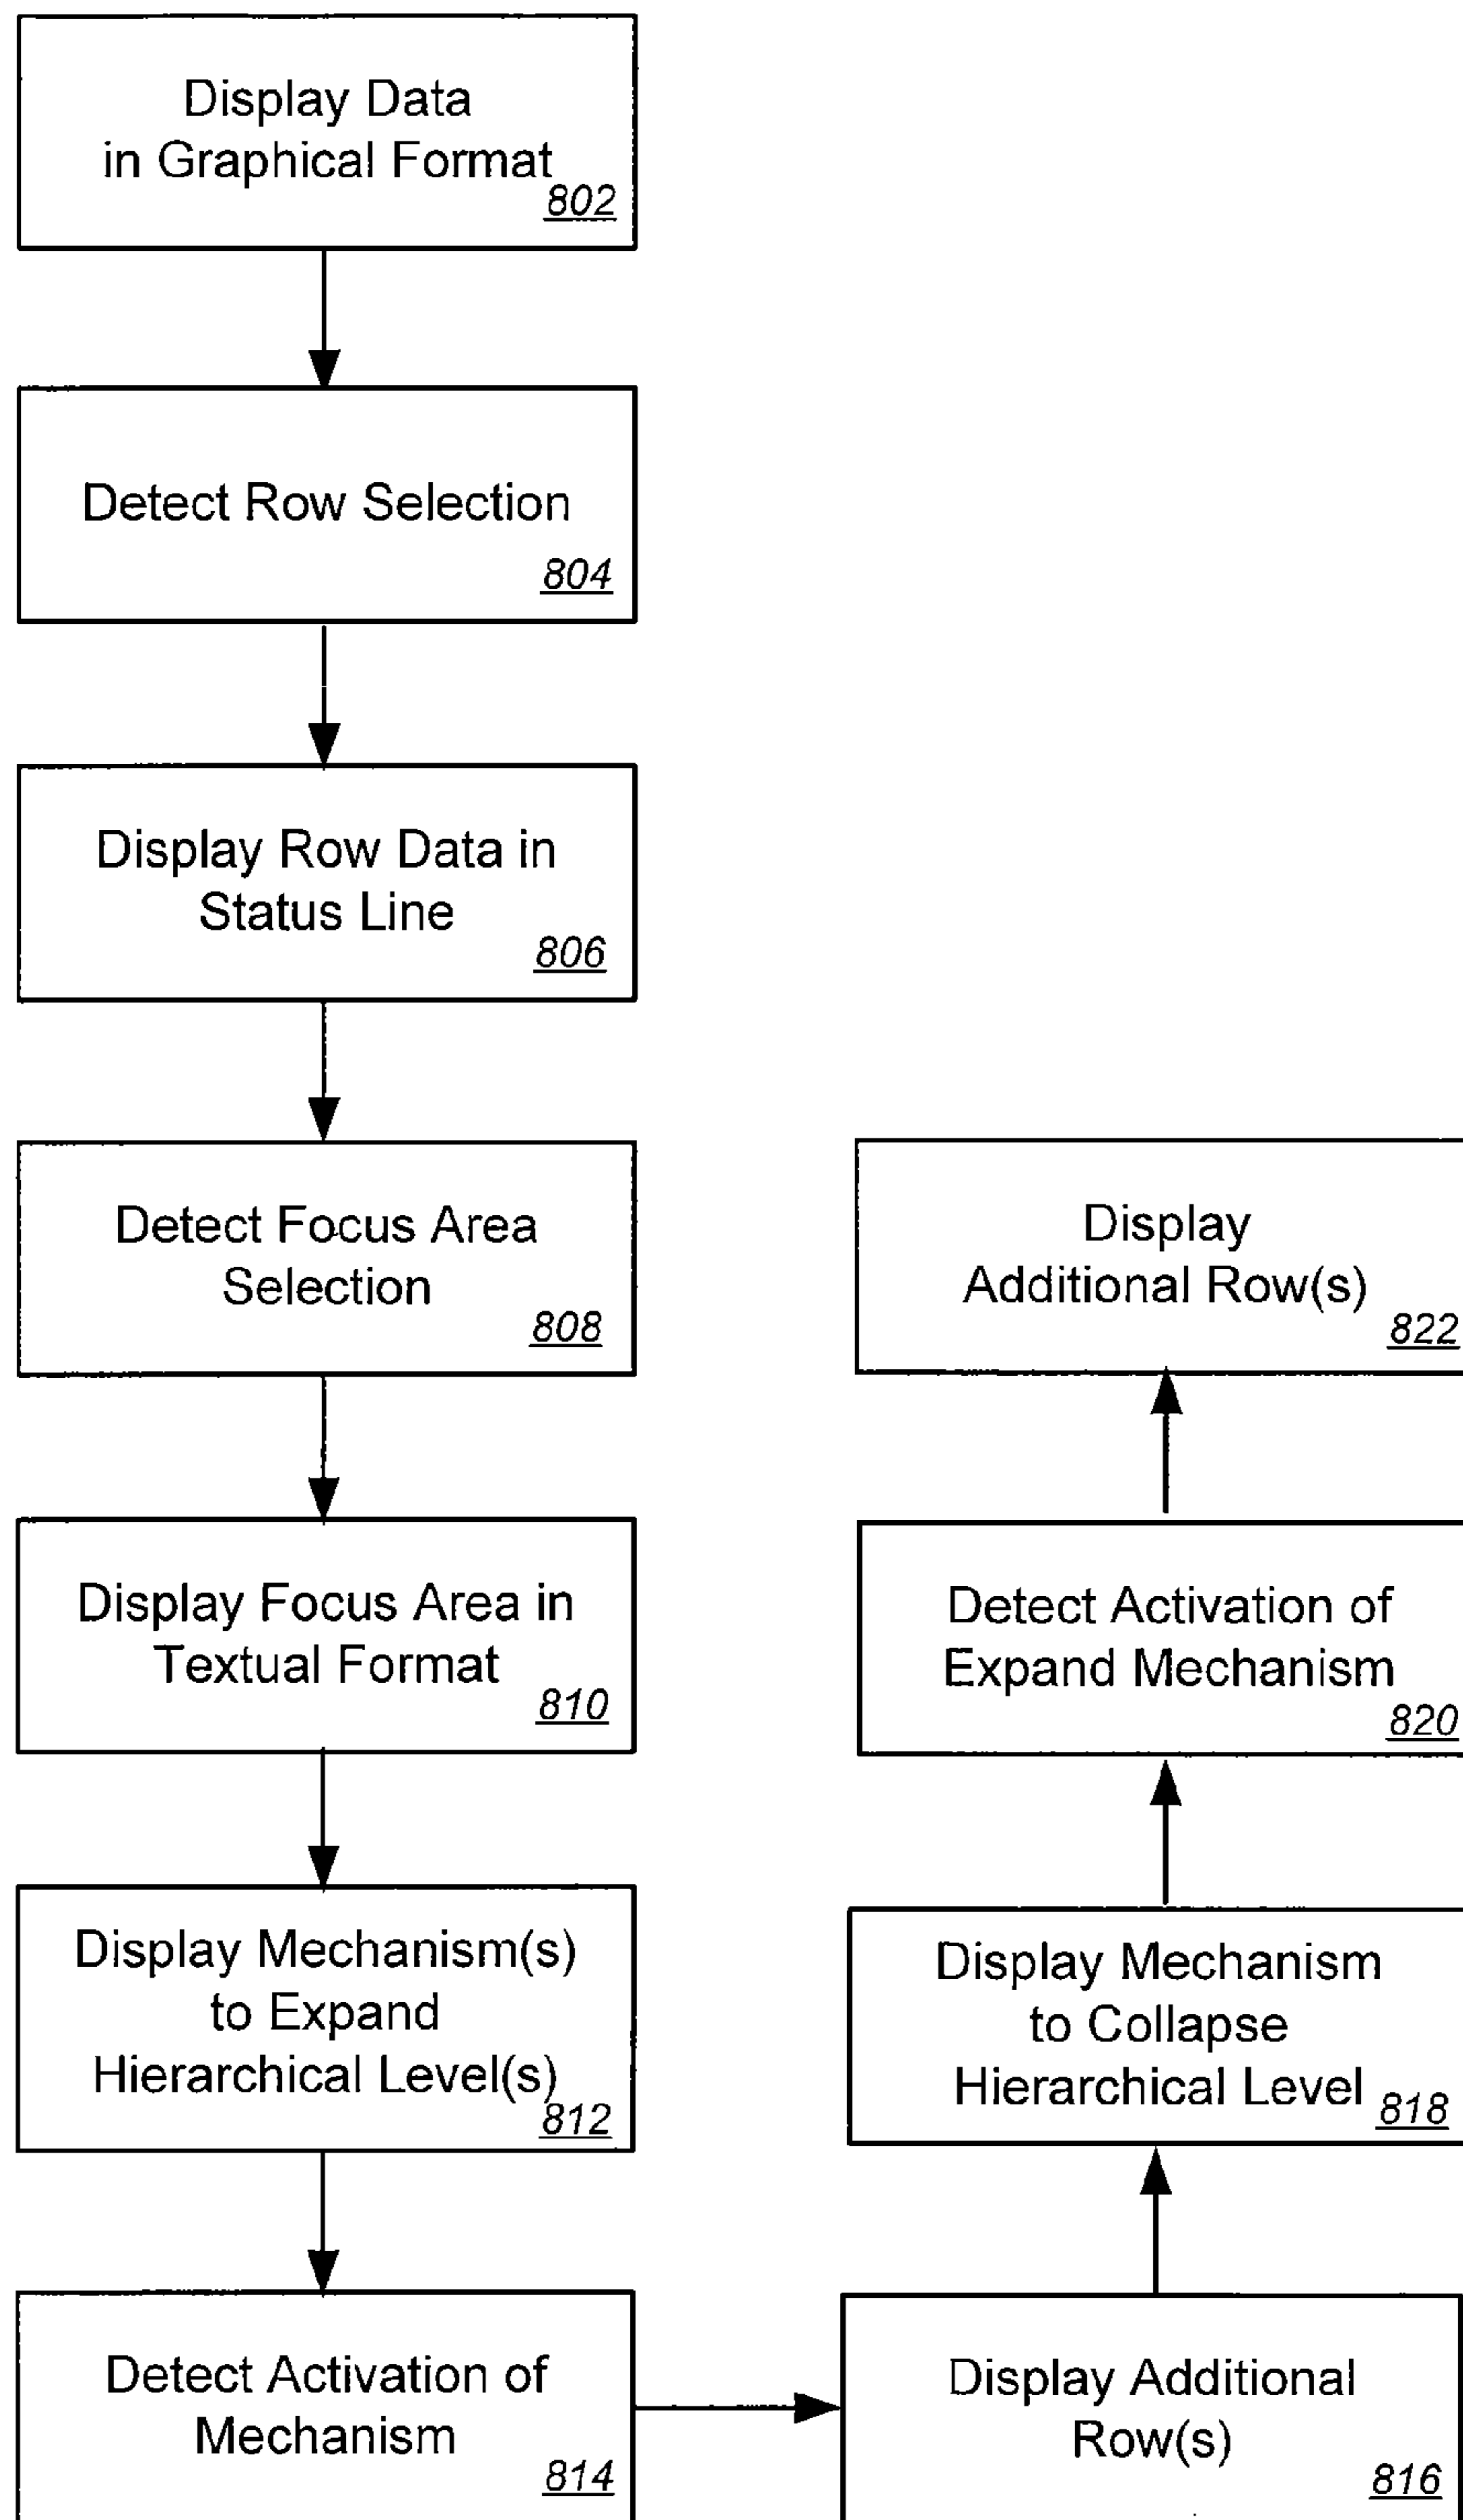 Display Data
in Graphical Format
802
Detect Row Selection
804
Display Row Data in
Status Line
806
Detect Focus Area
Selection
808
Display Focus Area in
Textual Format
810
Display Mechanism(s)
to Expand
Hierarchical Level(s)
812
Detect Activation of
Mechanism
814
Display Additional
Row(s)
816
Display Mechanism
to Collapse
Hierarchical Level
818
Detect Activation of
Expand Mechanism
820
Display
Additional Row(s)
822